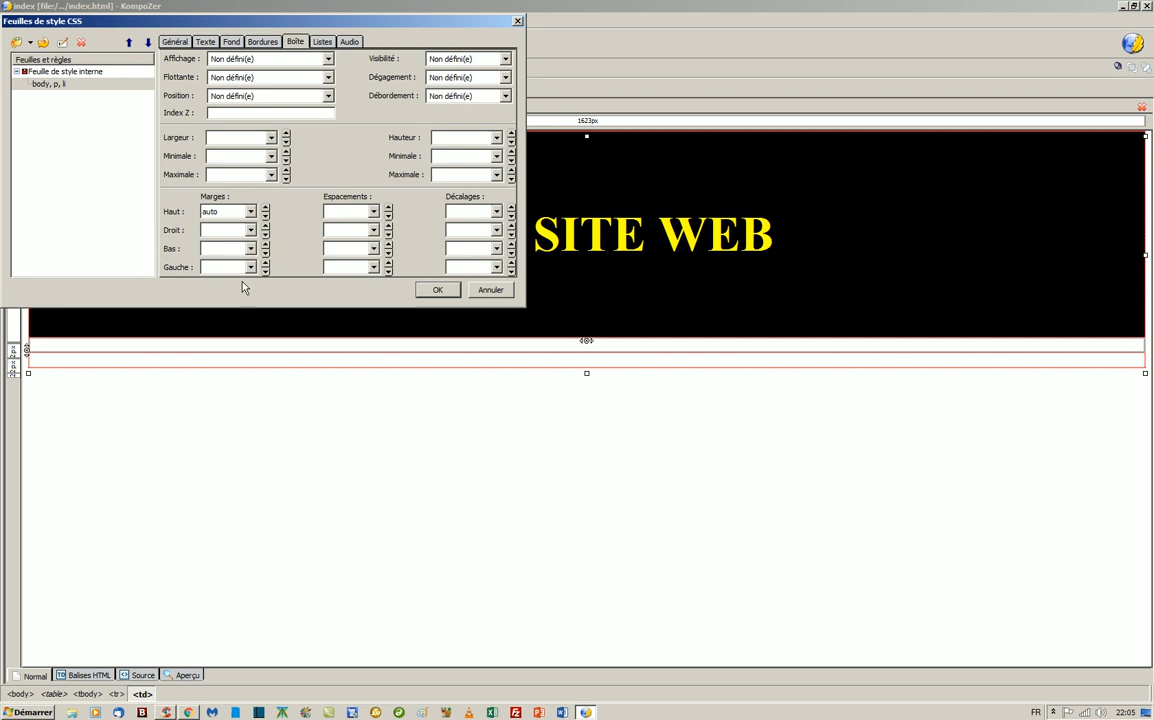 index [file:/.../index.html] - KompoZer
Feuilles de style CSS
Général Texte Fond Bordures Boîte Listes Audio
Feuilles et règles
Feuille de style interne
body, p, li
Affichage : Non défini(e) Visibilité : Non défini(e)
Flottante : Non défini(e) Dégagement : Non défini(e)
Position : Non défini(e) Débordement : Non défini(e)
Index Z :
Largeur : Hauteur :
Minimale : Minimale :
Maximale : Maximale :
Marges : Espacements : Décalages :
Haut : auto
Droit :
Bas :
Gauche :
OK Annuler
1623px
SITE WEB
Normal Balises HTML Source Aperçu
<body> <table> <tbody> <tr> <td>
Démarrer FR 22:05